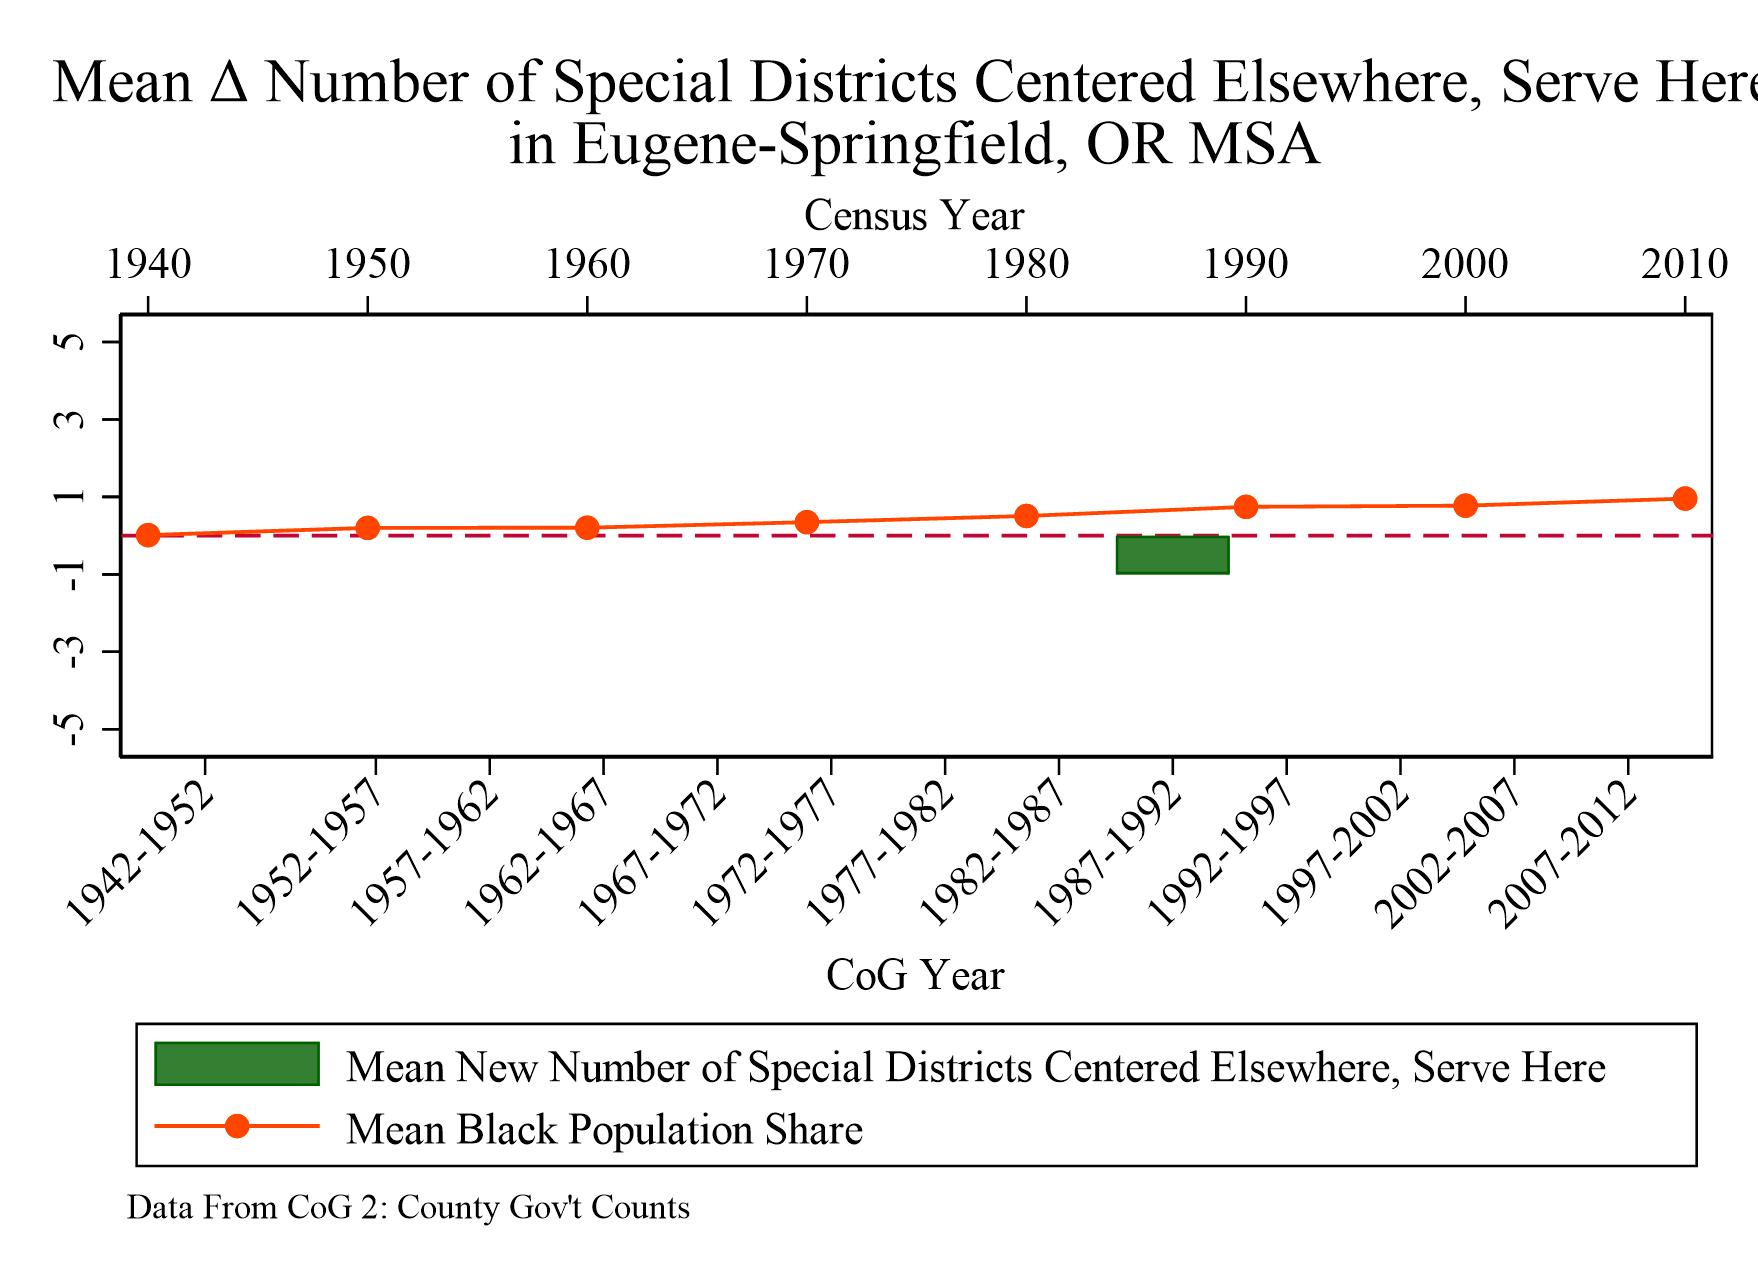 Mean Δ Number of Special Districts Centered Elsewhere, Serve Here
in Eugene-Springfield, OR MSA
Census Year
1940 1950 1960 1970 1980 1990 2000 2010
5
3
1
-1
-3
-5
1942-1952 1952-1957 1957-1962 1962-1967 1967-1972 1972-1977 1977-1982 1982-1987 1987-1992 1992-1997 1997-2002 2002-2007 2007-2012
CoG Year
Mean New Number of Special Districts Centered Elsewhere, Serve Here
Mean Black Population Share
Data From CoG 2: County Gov't Counts